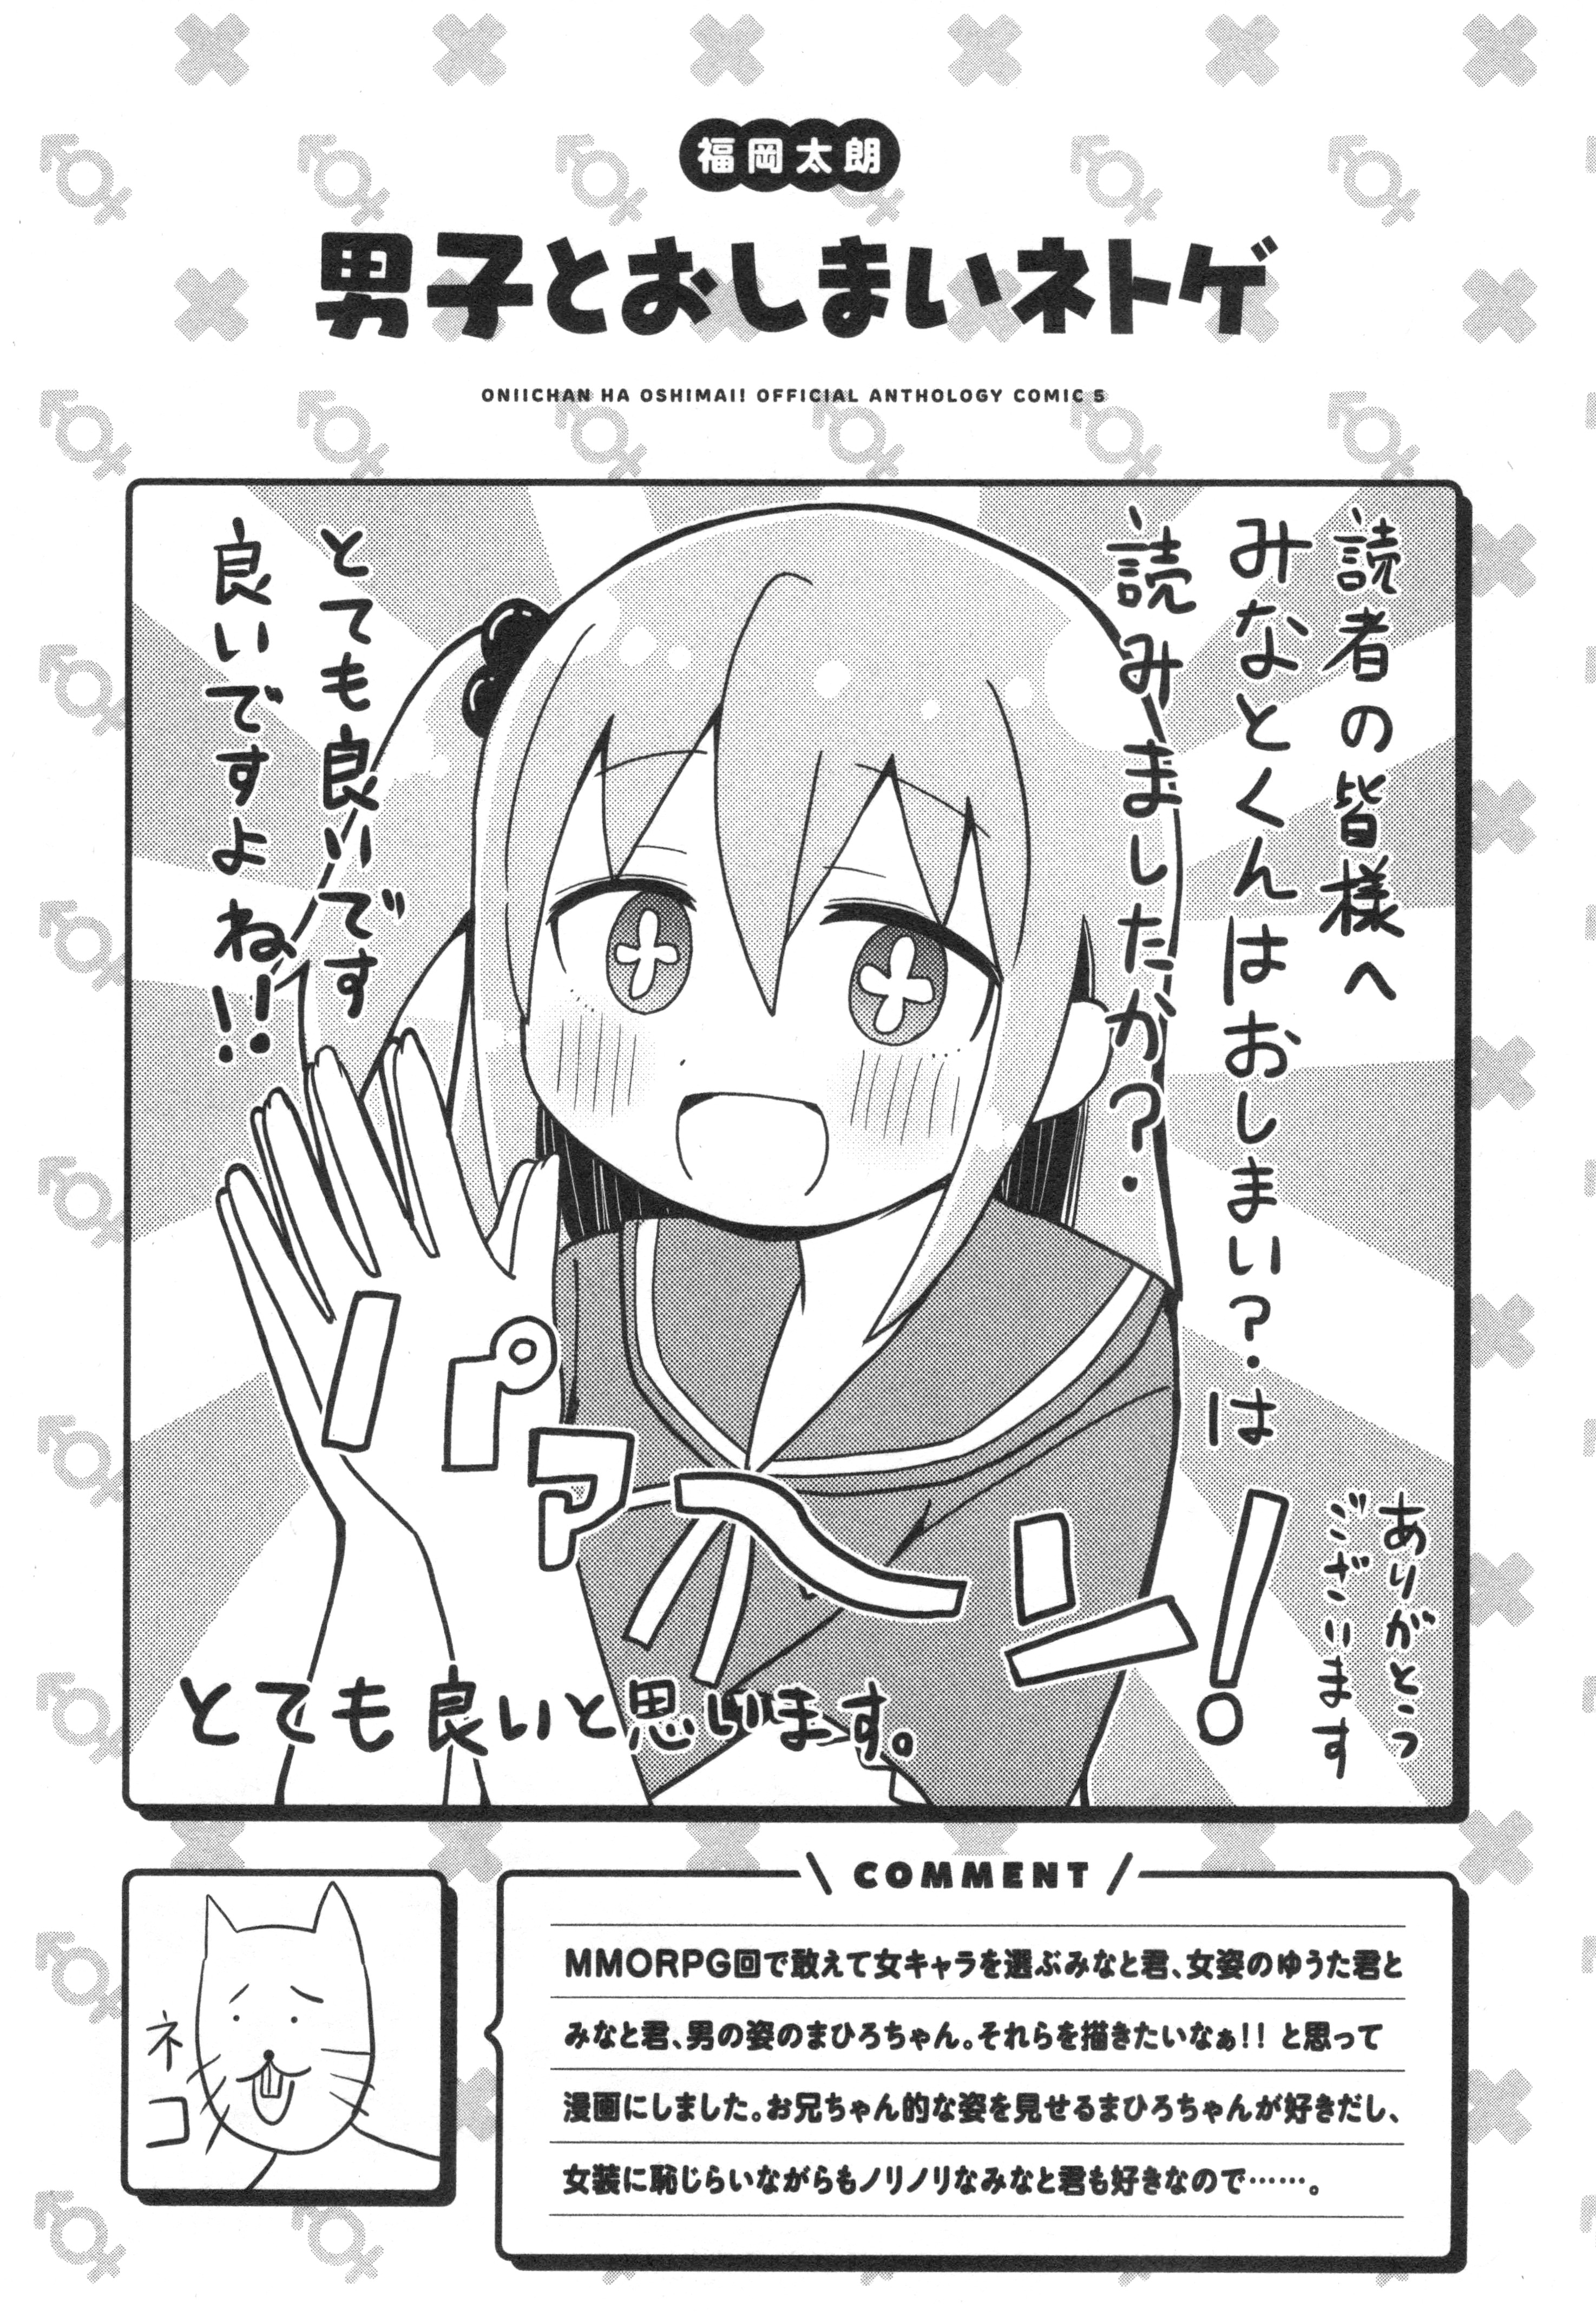 福岡太朗
男子とおしまいネトゲ
ONIICHAN HA OSHIMAI! OFFICIAL ANTHOLOGY COMIC 5
読者の皆様へ
みなとくんはおしまい?は
読みましたか?
とても良いです
良いですよね!!
パァーン!
ありがとう
ございます
とても良いと思います。
ネコ
COMMENT
MMORPG回で敢えて女キャラを選ぶみなと君、女姿のゆうた君と
みなと君、男の姿のまひろちゃん。それらを描きたいなぁ!! と思って
漫画にしました。お兄ちゃん的な姿を見せるまひろちゃんが好きだし、
女装に恥じらいながらもノリノリなみなと君も好きなので……。